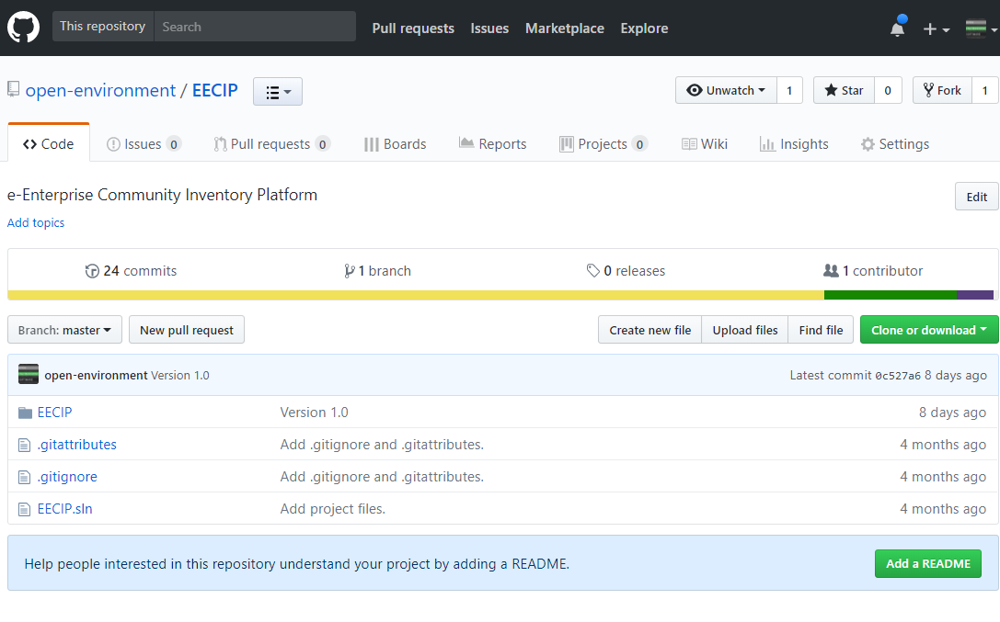 This repository Search Pull requests Issues Marketplace Explore
open-environment / EECIP Unwatch 1 Star 0 Fork 1
Code Issues 0 Pull requests 0 Boards Reports Projects 0 Wiki Insights Settings
e-Enterprise Community Inventory Platform Edit
Add topics
24 commits 1 branch 0 releases 1 contributor
Branch: master New pull request Create new file Upload files Find file Clone or download
open-environment Version 1.0 Latest commit 0c527a6 8 days ago
EECIP Version 1.0 8 days ago
.gitattributes Add .gitignore and .gitattributes. 4 months ago
.gitignore Add .gitignore and .gitattributes. 4 months ago
EECIP.sln Add project files. 4 months ago
Help people interested in this repository understand your project by adding a README. Add a README